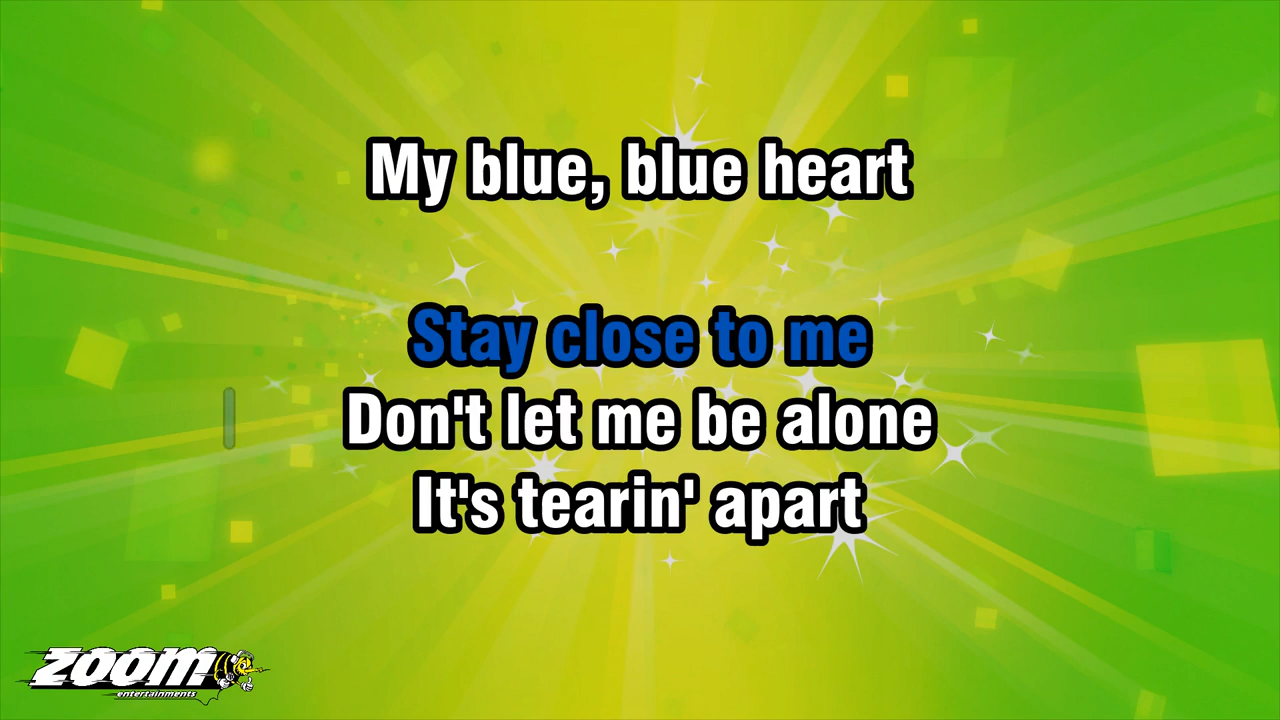 My blue, blue heart
Stay close to me
Don't let me be alone
It's tearin' apart
zoom
entertainments